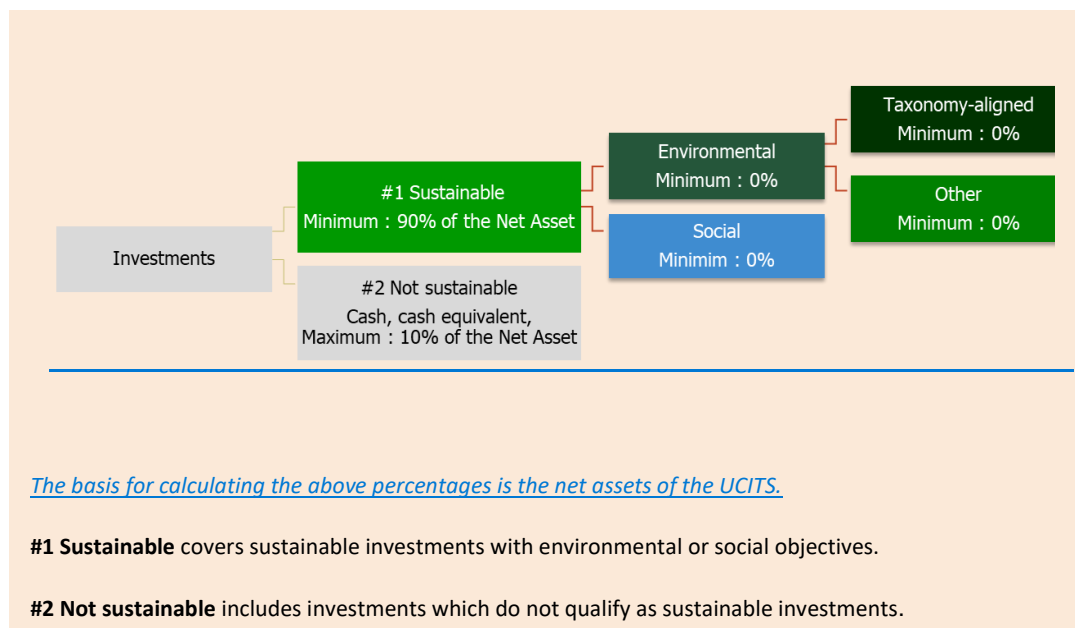 Investments
#1 Sustainable
Minimum : 90% of the Net Asset
#2 Not sustainable
Cash, cash equivalent,
Maximum : 10% of the Net Asset
Environmental
Minimum : 0%
Social
Minimim : 0%
Taxonomy-aligned
Minimum : 0%
Other
Minimum : 0%
The basis for calculating the above percentages is the net assets of the UCITS.
#1 Sustainable covers sustainable investments with environmental or social objectives.
#2 Not sustainable includes investments which do not qualify as sustainable investments.